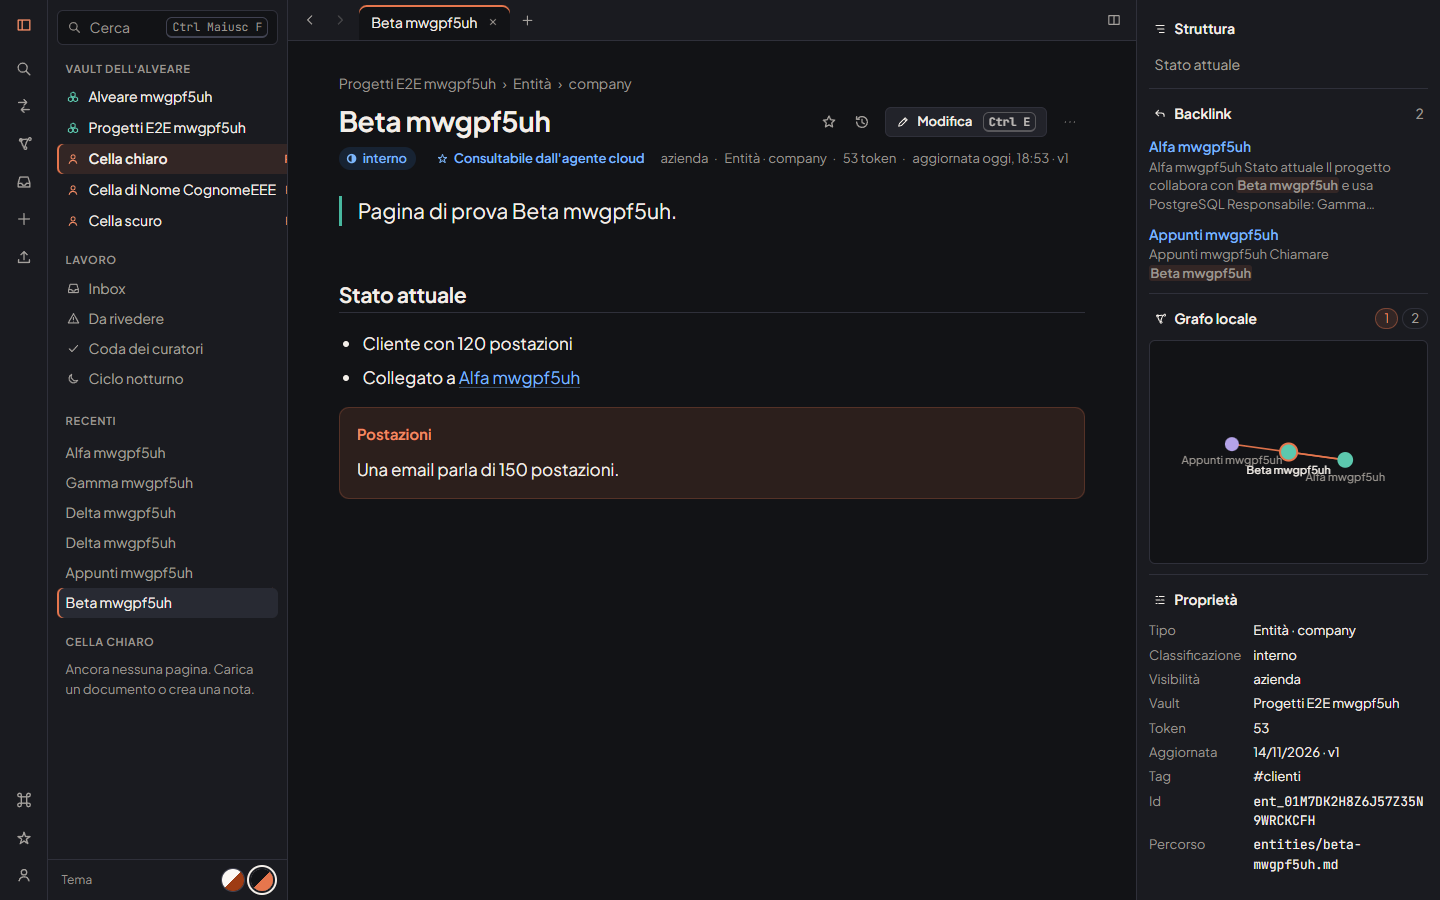 Cerca Ctrl Maiusc F
VAULT DELL'ALVEARE
Alveare mwgpf5uh
Progetti E2E mwgpf5uh
Cella chiaro
Cella di Nome CognomeEEE
Cella scuro
LAVORO
Inbox
Da rivedere
Coda dei curatori
Ciclo notturno
RECENTI
Alfa mwgpf5uh
Gamma mwgpf5uh
Delta mwgpf5uh
Delta mwgpf5uh
Appunti mwgpf5uh
Beta mwgpf5uh
CELLA CHIARO
Ancora nessuna pagina. Carica
un documento o crea una nota.
Tema
Beta mwgpf5uh
Progetti E2E mwgpf5uh › Entità › company
Beta mwgpf5uh
Modifica Ctrl E
interno Consultabile dall'agente cloud azienda · Entità · company · 53 token · aggiornata oggi, 18:53 · v1
Pagina di prova Beta mwgpf5uh.
Stato attuale
Cliente con 120 postazioni
Collegato a Alfa mwgpf5uh
Postazioni
Una email parla di 150 postazioni.
Struttura
Stato attuale
Backlink 2
Alfa mwgpf5uh
Alfa mwgpf5uh Stato attuale Il progetto
collabora con Beta mwgpf5uh e usa
PostgreSQL Responsabile: Gamma…
Appunti mwgpf5uh
Appunti mwgpf5uh Chiamare
Beta mwgpf5uh
Grafo locale 1 2
Appunti mwgpf5uh
Beta mwgpf5uh
Alfa mwgpf5uh
Proprietà
Tipo Entità · company
Classificazione interno
Visibilità azienda
Vault Progetti E2E mwgpf5uh
Token 53
Aggiornata 14/11/2026 · v1
Tag #clienti
Id ent_01M7DK2H8Z6J57Z35N
9WRCKCFH
Percorso entities/beta-
mwgpf5uh.md